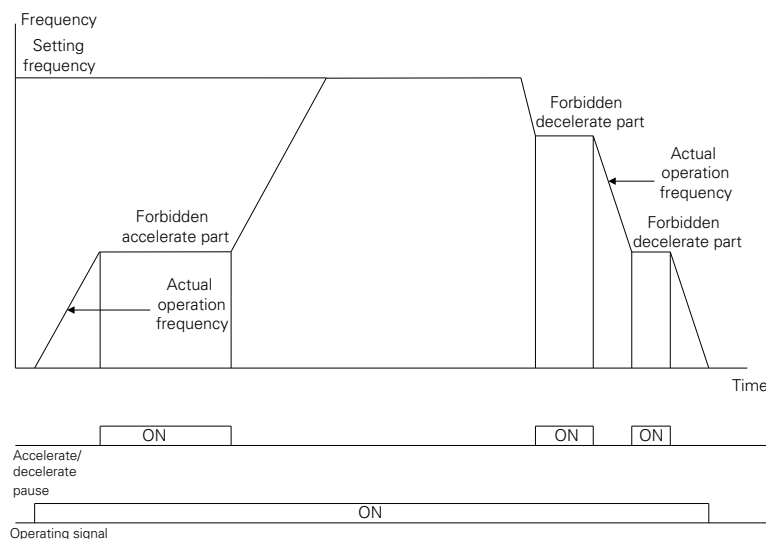 Frequency
Setting
frequency
Forbidden
decelerate part
Actual
operation
frequency
Forbidden
accelerate part
Forbidden
decelerate part
Actual
operation
frequency
Time
ON
ON
ON
Accelerate/
decelerate
pause
ON
Operating signal